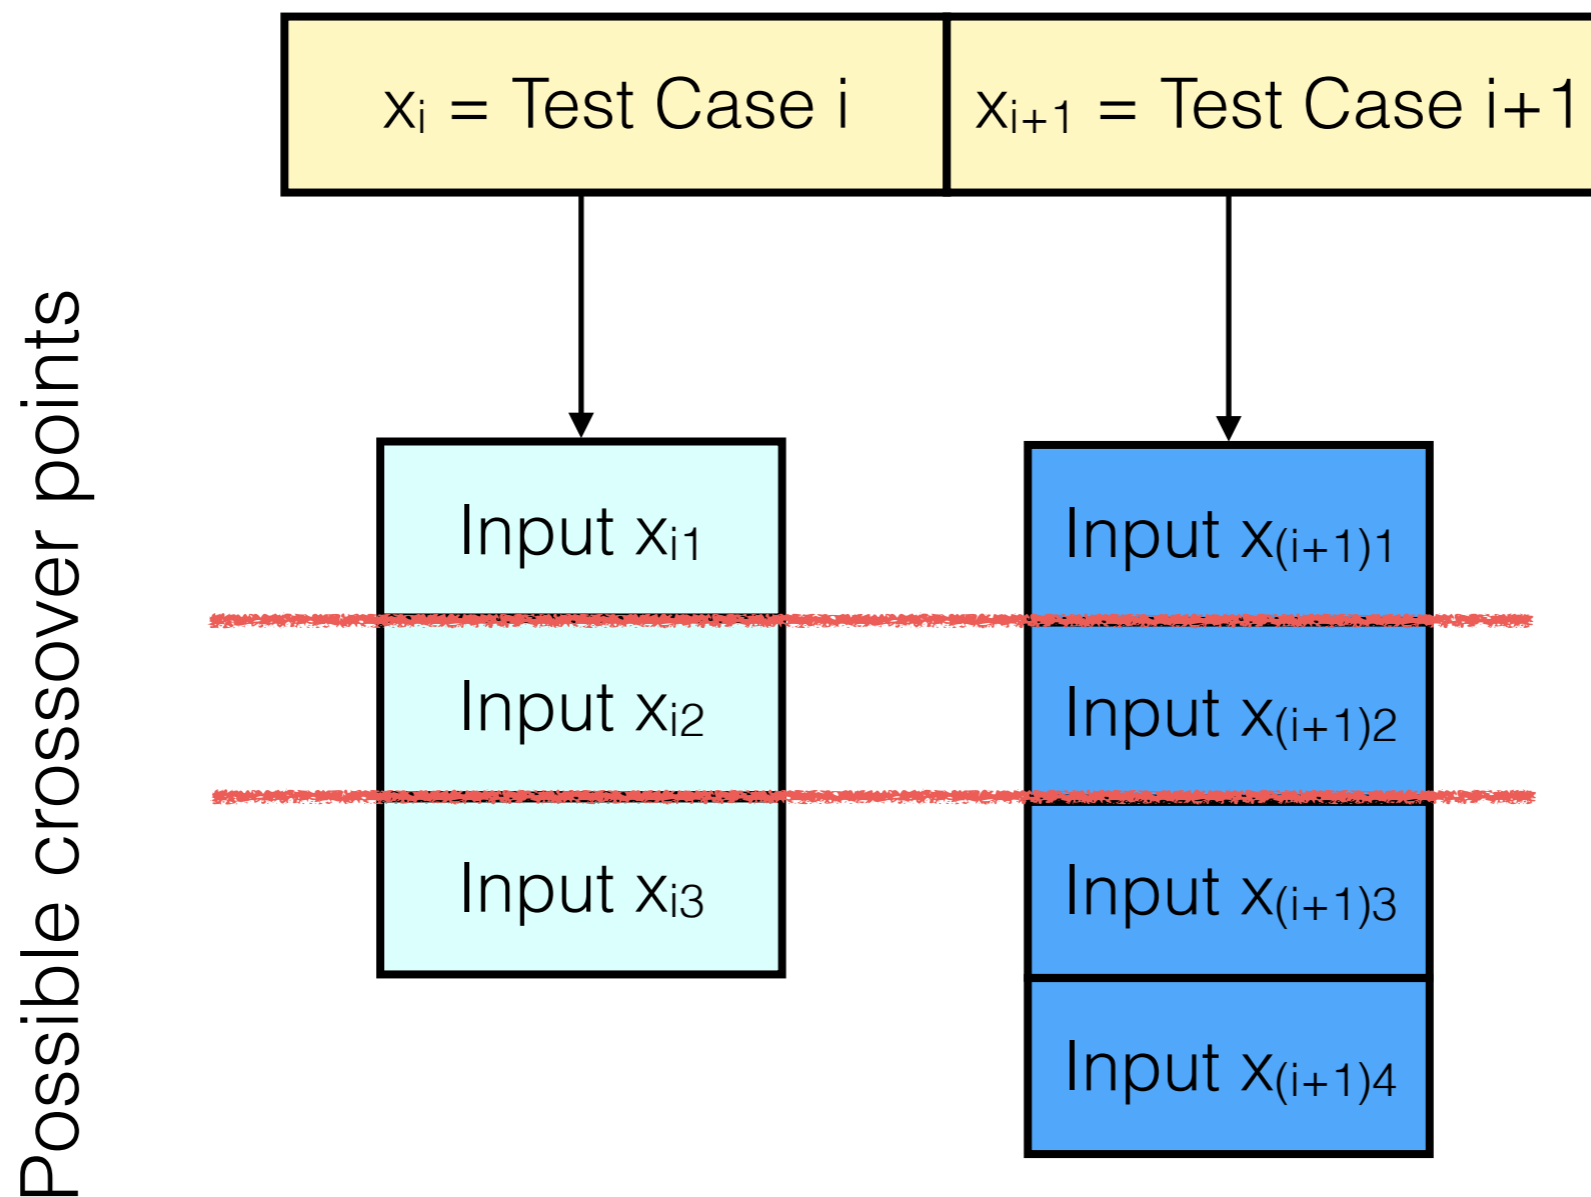 xᵢ = Test Case i
xᵢ₊₁ = Test Case i+1
Possible crossover points
Input xᵢ₁
Input x₍ᵢ₊₁₎₁
Input xᵢ₂
Input x₍ᵢ₊₁₎₂
Input xᵢ₃
Input x₍ᵢ₊₁₎₃
Input x₍ᵢ₊₁₎₄